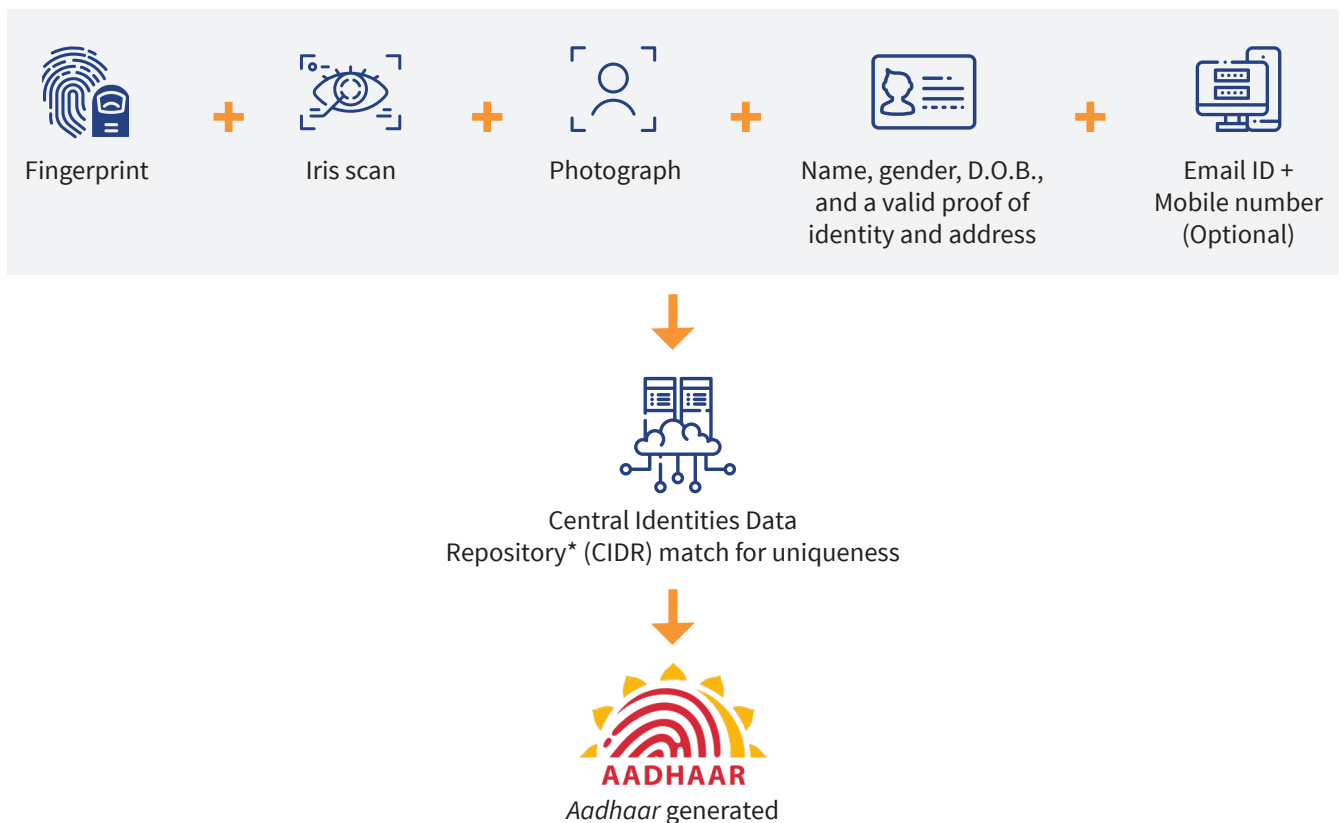 Fingerprint
Iris scan
Photograph
Name, gender, D.O.B.,
and a valid proof of
identity and address
Email ID +
Mobile number
(Optional)
Central Identities Data
Repository* (CIDR) match for uniqueness
AADHAAR
Aadhaar generated